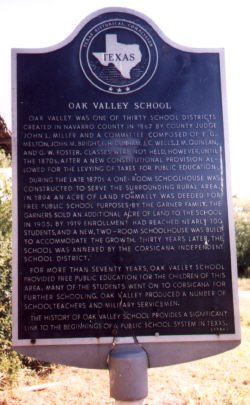 TEXAS HISTORICAL COMMISSION
TEXAS
OAK VALLEY SCHOOL
OAK VALLEY WAS ONE OF THIRTY SCHOOL DISTRICTS
CREATED IN NAVARRO COUNTY IN 1867 BY COUNTY JUDGE
JOHN L. MILLER AND A COMMITTEE COMPOSED OF E. G.
MELTON, JOHN M. BRIGHT, H. DUNHAM, J.C. WELLS, J.M. QUINLAN,
AND G. W. FOSTER. CLASSES WERE NOT HELD, HOWEVER, UNTIL
THE 1870s, AFTER A NEW CONSTITUTIONAL PROVISION AL-
LOWED FOR THE LEVYING OF TAXES FOR PUBLIC EDUCATION.
DURING THE LATE 1870s A ONE-ROOM SCHOOLHOUSE WAS
CONSTRUCTED TO SERVE THE SURROUNDING RURAL AREA.
IN 1894 AN ACRE OF LAND FORMALLY WAS DEEDED FOR
FREE PUBLIC SCHOOL PURPOSES BY THE GARNER FAMILY. THE
GARNERS SOLD AN ADDITIONAL ACRE OF LAND TO THE SCHOOL
IN 1905. BY 1919 ENROLLMENT HAD REACHED NEARLY 100
STUDENTS, AND A NEW, TWO-ROOM SCHOOLHOUSE WAS BUILT
TO ACCOMMODATE THE GROWTH. THIRTY YEARS LATER, THE
SCHOOL WAS ANNEXED BY THE CORSICANA INDEPENDENT
SCHOOL DISTRICT.
FOR MORE THAN SEVENTY YEARS, OAK VALLEY SCHOOL
PROVIDED FREE PUBLIC EDUCATION FOR THE CHILDREN OF THIS
AREA. MANY OF THE STUDENTS WENT ON TO CORSICANA FOR
FURTHER SCHOOLING. OAK VALLEY PRODUCED A NUMBER OF
SCHOOLTEACHERS AND MILITARY SERVICEMEN.
THE HISTORY OF OAK VALLEY SCHOOL PROVIDES A SIGNIFICANT
LINK TO THE BEGINNINGS OF A PUBLIC SCHOOL SYSTEM IN TEXAS.